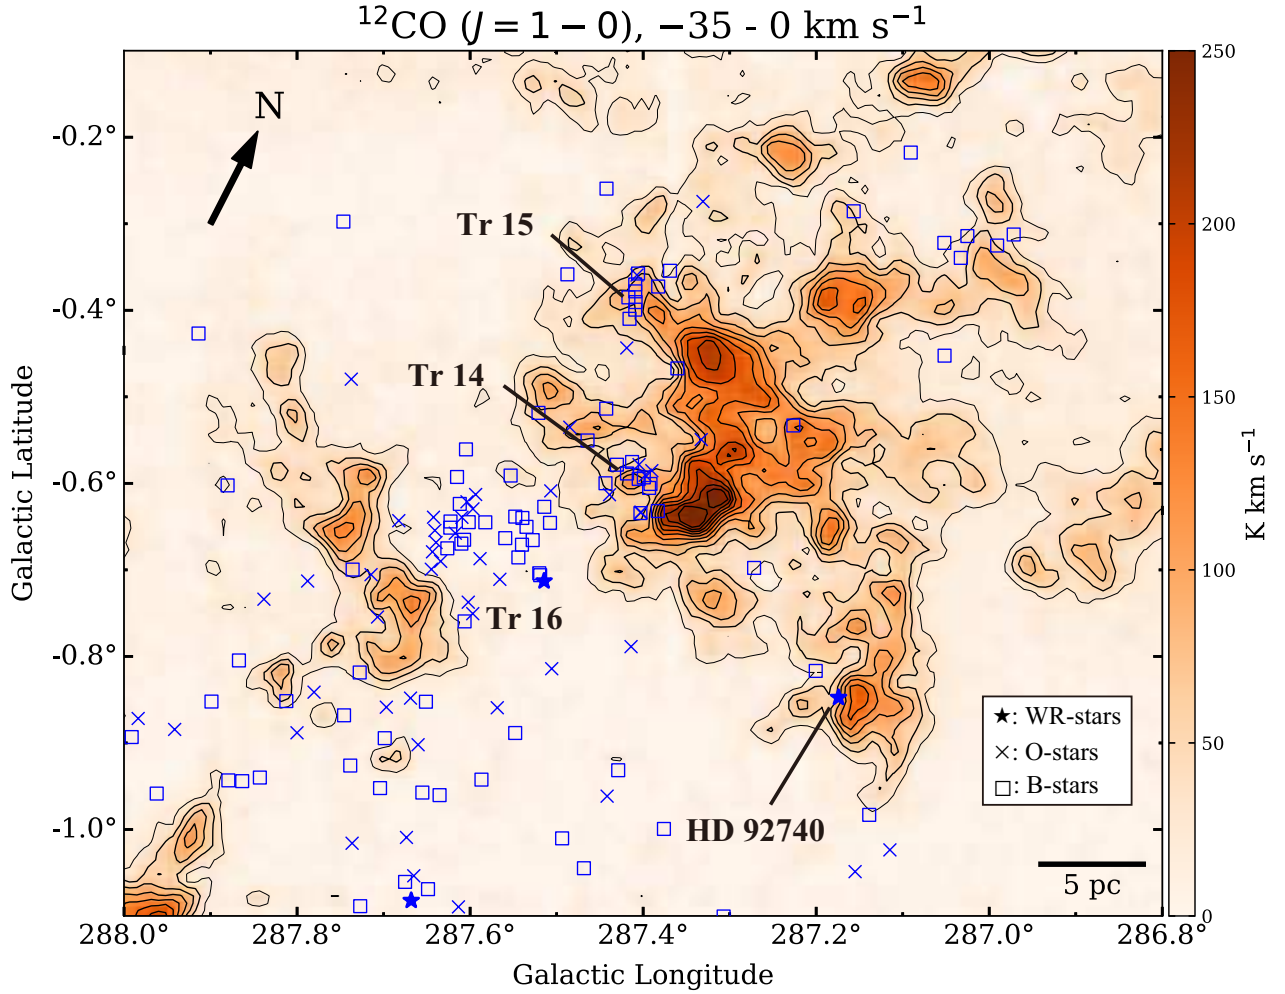 ¹²CO (J = 1 − 0), −35 - 0 km s⁻¹
N
Tr 15
Tr 14
Tr 16
HD 92740
★: WR-stars
×: O-stars
□: B-stars
5 pc
-0.2°
-0.4°
-0.6°
-0.8°
-1.0°
Galactic Latitude
288.0° 287.8° 287.6° 287.4° 287.2° 287.0° 286.8°
Galactic Longitude
250
200
150
100
50
0
K km s⁻¹